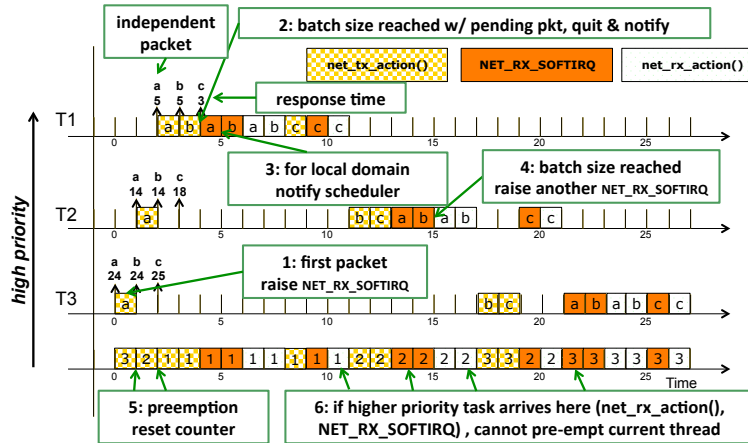 independent
packet
2: batch size reached w/ pending pkt, quit & notify
net_tx_action()
NET_RX_SOFTIRQ
net_rx_action()
a b c
5 5 3
response time
T1
a b a b a b c c c
0 5 10 15 20 25
3: for local domain
notify scheduler
4: batch size reached
raise another NET_RX_SOFTIRQ
a b c
14 14 18
T2
a b c a b a b c c
0 5 10 15 20 25
high priority
1: first packet
raise NET_RX_SOFTIRQ
a b c
24 24 25
T3
a b c a b a b c c
0 5 10 15 20 25
3 2 1 1 1 1 1 1 1 1 1 2 2 2 2 2 2 3 3 2 2 3 3 3 3 3 3
0 5 10 15 20 25
Time
5: preemption
reset counter
6: if higher priority task arrives here (net_rx_action(),
NET_RX_SOFTIRQ) , cannot pre-empt current thread